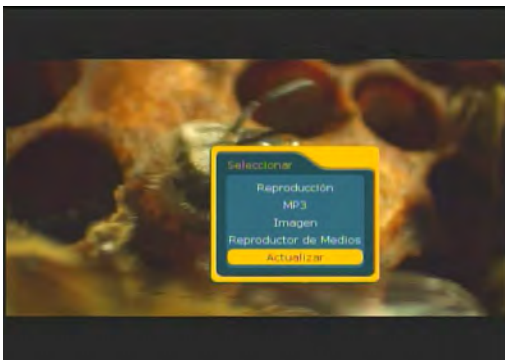 Seleccionar
Reproducción
MP3
Imagen
Reproductor de Medios
Actualizar